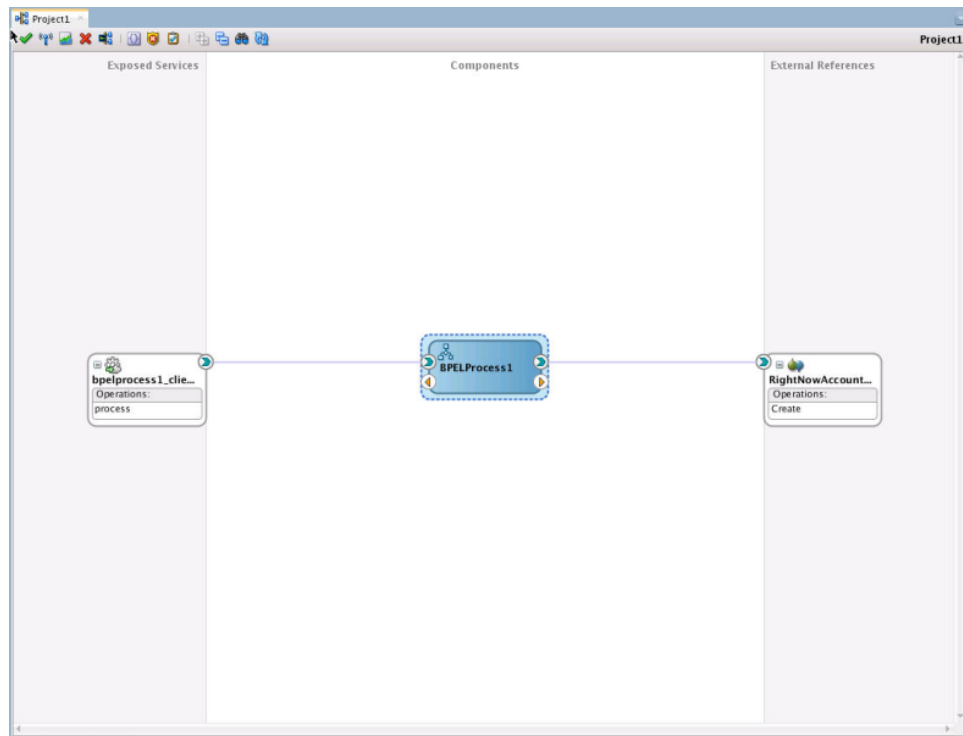 Project1
Project1
Exposed Services
Components
External References
bpelprocess1_clie...
Operations:
process
BPELProcess1
RightNowAccount...
Operations:
Create